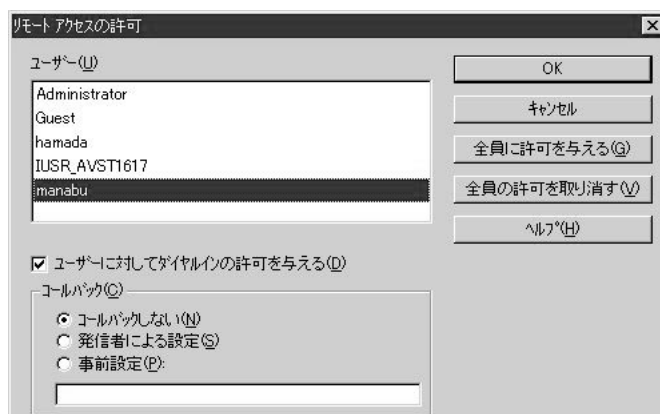 リモート アクセスの許可
ユーザー(U)
Administrator
Guest
hamada
IUSR_AVST1617
manabu
OK
キャンセル
全員に許可を与える(G)
全員の許可を取り消す(V)
ヘルプ(H)
ユーザーに対してダイヤルインの許可を与える(D)
コールバック(C)
コールバックしない(N)
発信者による設定(S)
事前設定(P):